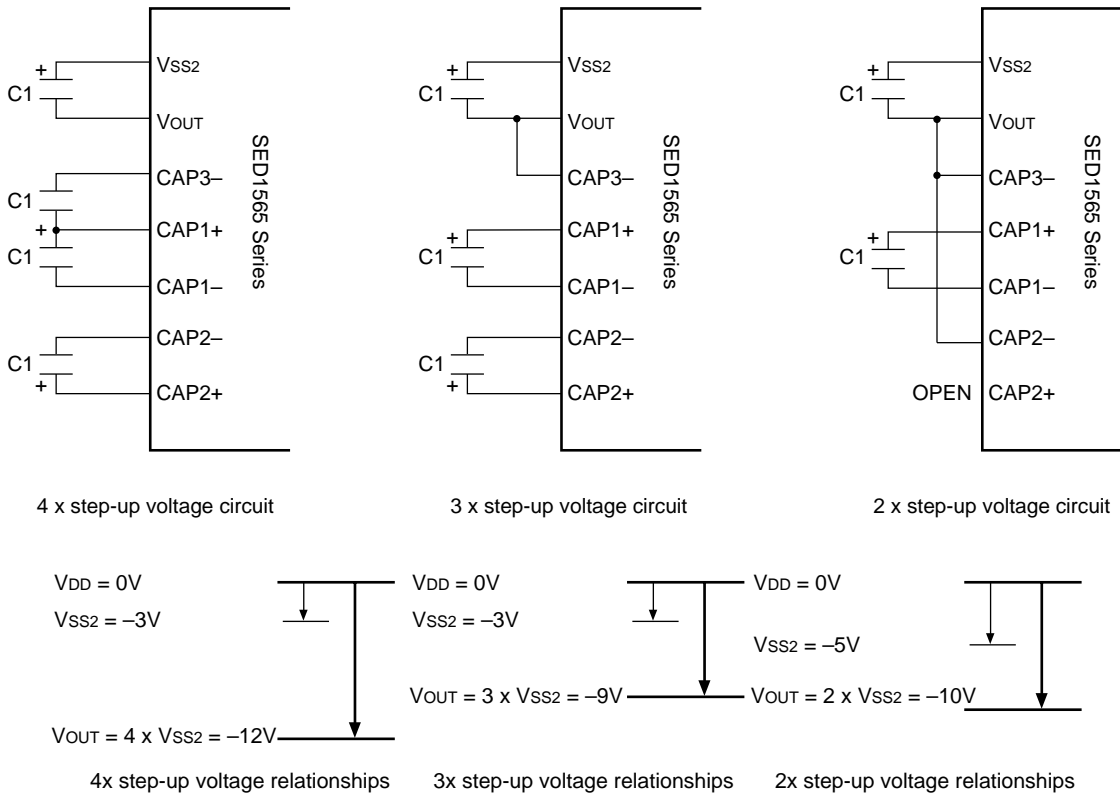 +
C1
VSS2
VOUT
C1
CAP3–
+
CAP1+
C1
CAP1–
CAP2–
C1
+
CAP2+
SED1565 Series
4 x step-up voltage circuit
+
C1
VSS2
VOUT
CAP3–
+
CAP1+
C1
CAP1–
CAP2–
C1
+
CAP2+
SED1565 Series
3 x step-up voltage circuit
+
C1
VSS2
VOUT
CAP3–
+
CAP1+
C1
CAP1–
CAP2–
OPEN CAP2+
SED1565 Series
2 x step-up voltage circuit
VDD = 0V
VSS2 = –3V
VOUT = 4 x VSS2 = –12V
4x step-up voltage relationships
VDD = 0V
VSS2 = –3V
VOUT = 3 x VSS2 = –9V
3x step-up voltage relationships
VDD = 0V
VSS2 = –5V
VOUT = 2 x VSS2 = –10V
2x step-up voltage relationships